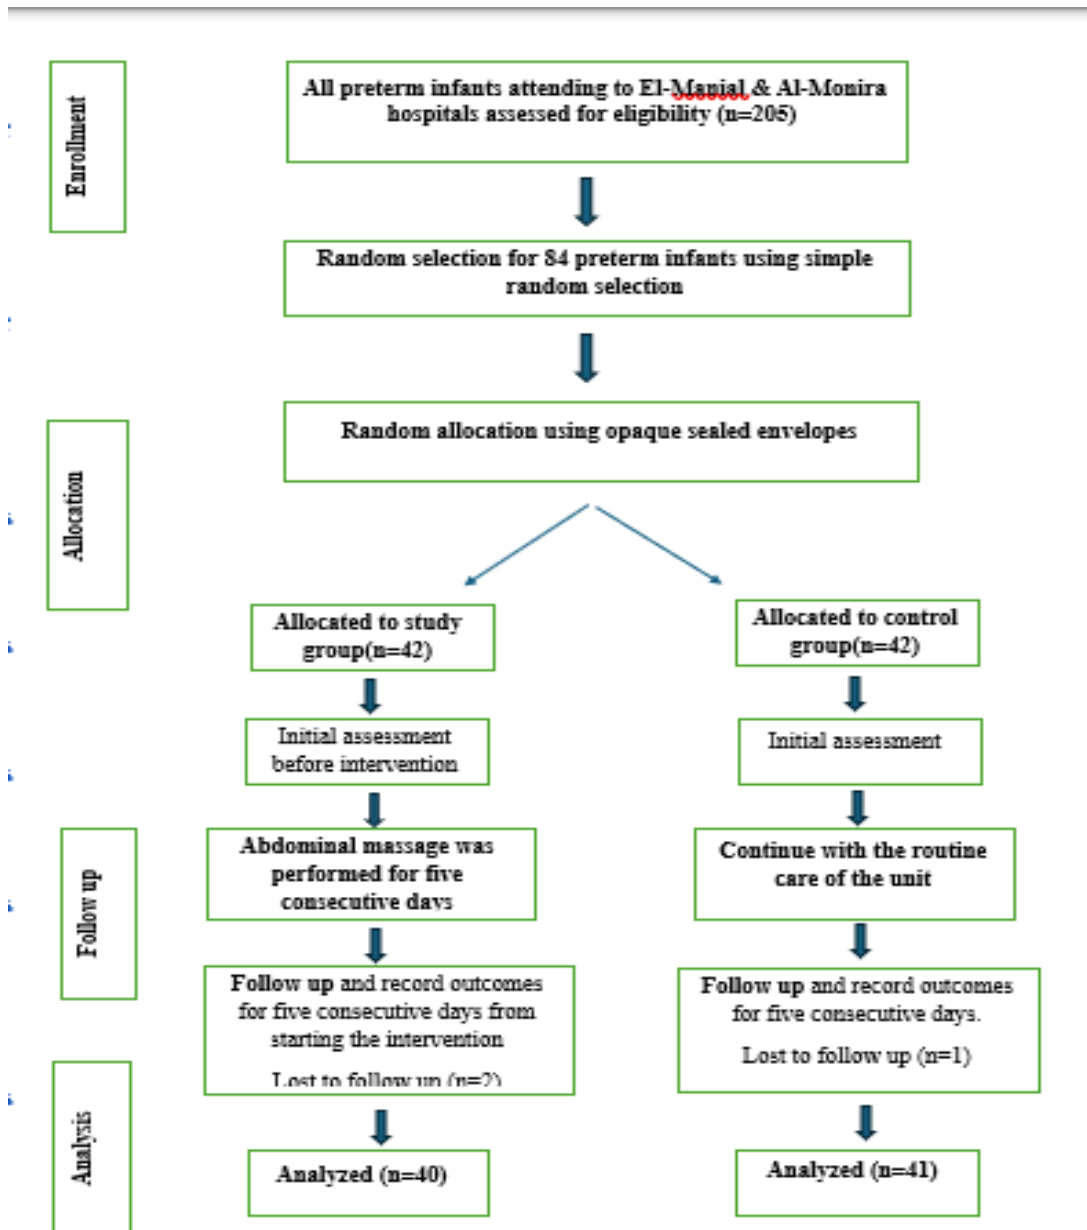 Enrollment
All preterm infants attending to El-Manial & Al-Monira
hospitals assessed for eligibility (n=205)
Random selection for 84 preterm infants using simple
random selection
Allocation
Random allocation using opaque sealed envelopes
Allocated to study
group(n=42)
Allocated to control
group(n=42)
Initial assessment
before intervention
Initial assessment
Follow up
Abdominal massage was
performed for five
consecutive days
Continue with the routine
care of the unit
Follow up and record outcomes
for five consecutive days from
starting the intervention
Lost to follow up (n=2)
Follow up and record outcomes
for five consecutive days.
Lost to follow up (n=1)
Analysis
Analyzed (n=40)
Analyzed (n=41)